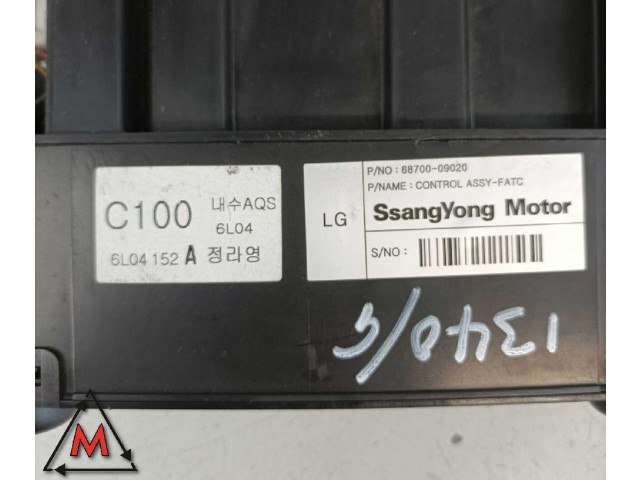 C100 내수AQS
6L04
6L04 152 A 정라영
LG
P/NO : 68700-09020
P/NAME : CONTROL ASSY-FATC
SsangYong Motor
S/NO :
M